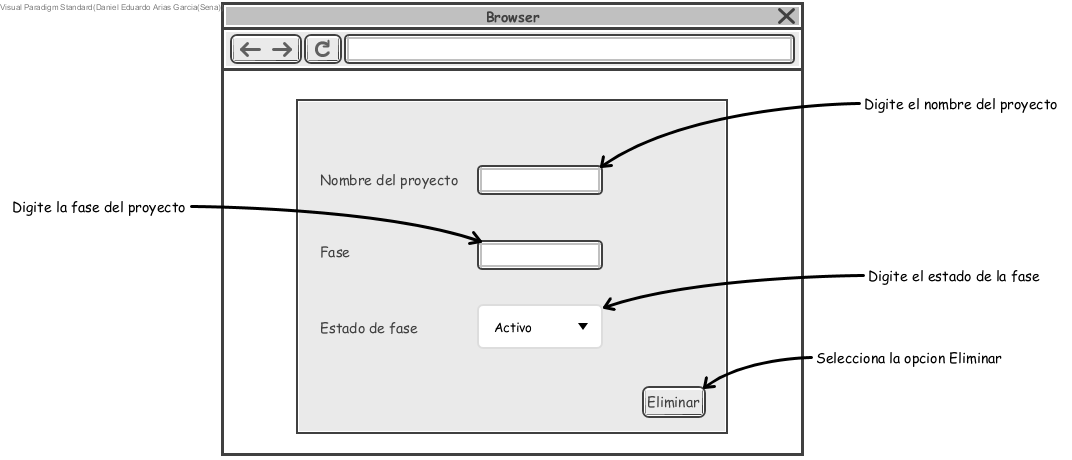 Visual Paradigm Standard(Daniel Eduardo Arias Garcia(Sena))
Browser
Digite el nombre del proyecto
Nombre del proyecto
Digite la fase del proyecto
Fase
Digite el estado de la fase
Estado de fase
Activo
Selecciona la opcion Eliminar
Eliminar